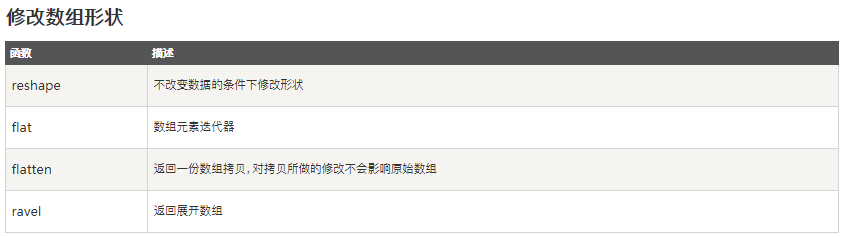 修改数组形状
函数 描述
reshape 不改变数据的条件下修改形状
flat 数组元素迭代器
flatten 返回一份数组拷贝，对拷贝所做的修改不会影响原始数组
ravel 返回展开数组